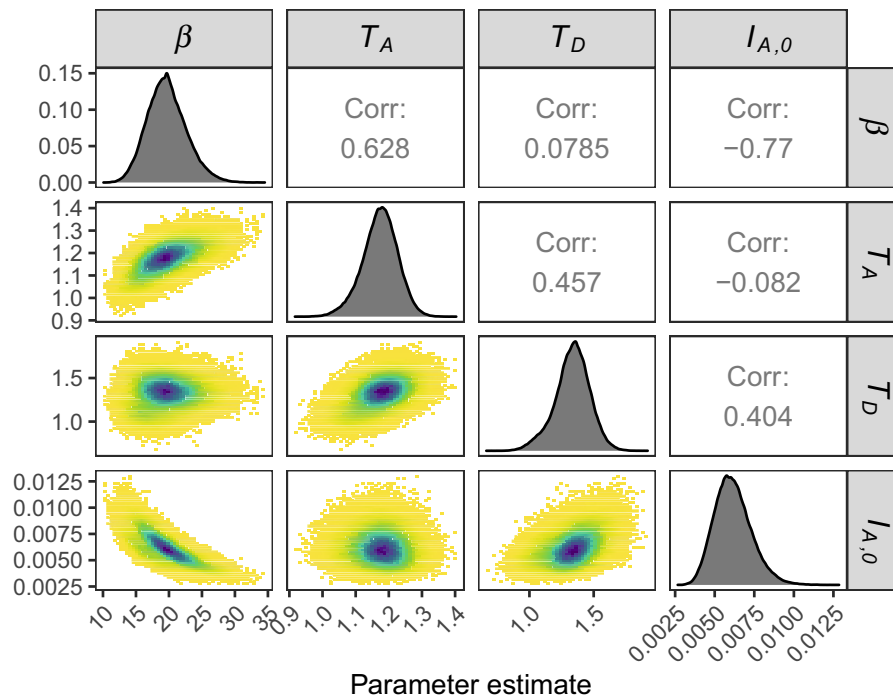 β T_A T_D I_A,0
0.15
0.10
0.05
0.00
Corr:
0.628
Corr:
0.0785
Corr:
−0.77
β
1.4
1.3
1.2
1.1
1.0
0.9
Corr:
0.457
Corr:
−0.082
T_A
1.5
1.0
Corr:
0.404
T_D
0.0125
0.0100
0.0075
0.0050
0.0025
I_A,0
10 15 20 25 30 35 0.9 1.0 1.1 1.2 1.3 1.4 1.0 1.5 0.0025 0.0050 0.0075 0.0100 0.0125
Parameter estimate